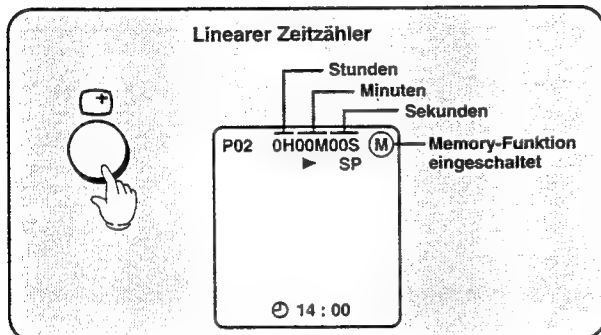 Linearer Zeitzähler
Stunden
Minuten
Sekunden
P02 0H00M00S M
Memory-Funktion
eingeschaltet
SP
14 : 00